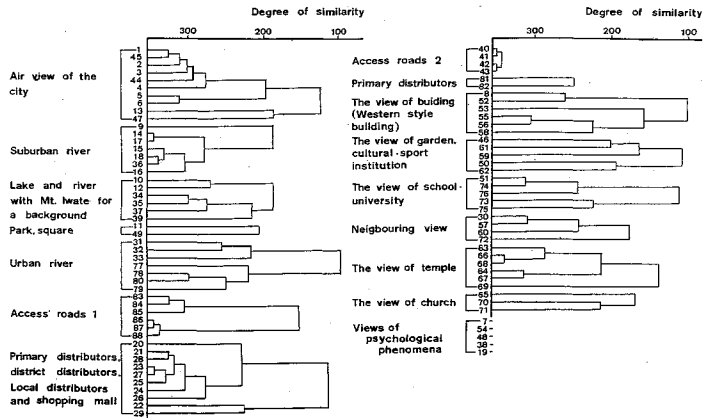 Degree of similarity
300 200 100
Air view of the
city
1
45
2
3
44
4
5
6
13
47
Suburban river
9
14
17
15
18
36
16
Lake and river
with Mt. Iwate for
a background
10
12
34
35
37
39
Park, square
11
49
Urban river
31
32
33
77
78
80
79
Access' roads 1
83
84
85
86
87
88
Primary distributors,
district distributors,
Local distributors
and shopping mall
20
21
28
23
27
25
24
26
22
29
Degree of similarity
300 200 100
Access roads 2
40
41
42
43
Primary distributors
81
82
The view of buiding
(Western style
building)
8
52
53
55
56
58
The view of garden.
cultural-sport
institution
46
61
59
50
62
The view of school·
university
51
74
76
73
75
Neigbouring view
30
57
60
72
The view of temple
63
66
68
64
67
69
The view of church
65
70
71
Views of
psychological
phenomena
7
54
48
38
19